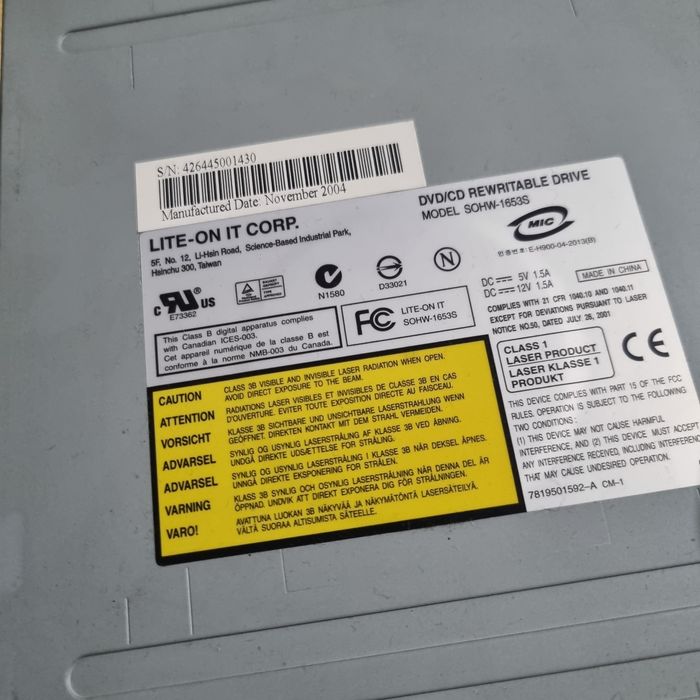 S/N: 426445001430
Manufactured Date: November 2004
LITE-ON IT CORP.
5F, No. 12, Li-Hsin Road, Science-Based Industrial Park,
Hsinchu 300, Taiwan
DVD/CD REWRITABLE DRIVE
MODEL SOHW-1653S
MIC
인증번호: E-H900-04-2013(B)
c RU US
E73362
N1580
D33021
N
DC 5V 1.5A
DC 12V 1.5A
MADE IN CHINA
This Class B digital apparatus complies
with Canadian ICES-003.
Cet appareil numérique de la classe B est
conforme à la norme NMB-003 du Canada.
FC LITE-ON IT
SOHW-1653S
COMPLIES WITH 21 CFR 1040.10 AND 1040.11
EXCEPT FOR DEVIATIONS PURSUANT TO LASER
NOTICE NO.50, DATED JULY 26, 2001
CLASS 1
LASER PRODUCT
LASER KLASSE 1
PRODUKT
CE
THIS DEVICE COMPLIES WITH PART 15 OF THE FCC
RULES. OPERATION IS SUBJECT TO THE FOLLOWING
TWO CONDITIONS :
(1) THIS DEVICE MAY NOT CAUSE HARMFUL
INTERFERENCE, AND (2) THIS DEVICE MUST ACCEPT
ANY INTERFERENCE RECEIVED, INCLUDING INTERFERENCE
THAT MAY CAUSE UNDESIRED OPERATION.
7819501592-A CM-1
CAUTION CLASS 3B VISIBLE AND INVISIBLE LASER RADIATION WHEN OPEN.
AVOID DIRECT EXPOSURE TO THE BEAM.
ATTENTION RADIATIONS LASER VISIBLES ET INVISIBLES DE CLASSE 3B EN CAS
D'OUVERTURE. EVITER TOUTE EXPOSITION DIRECTE AU FAISCEAU.
VORSICHT KLASSE 3B SICHTBARE UND UNSICHTBARE LASERSTRAHLUNG WENN
GEÖFFNET. DIREKTEN KONTAKT MIT DEM STRAHL VERMEIDEN.
ADVARSEL SYNLIG OG USYNLIG LASERSTRÅLING AF KLASSE 3B VED ÅBNING.
UNDGÅ DIREKTE UDSÆTTELSE FOR STRÅLING.
ADVARSEL SYNLIG OG USYNLIG LASERSTRÅLING I KLASSE 3B NÅR DEKSEL ÅPNES.
UNNGÅ DIREKTE EKSPONERING FOR STRÅLEN.
VARNING KLASS 3B SYNLIG OCH OSYNLIG LASERSTRÅLNING NÄR DENNA DEL ÄR
ÖPPNAD. UNDVIK ATT DIREKT EXPONERA DIG FÖR STRÅLNINGEN.
VARO! AVATTUNA LUOKAN 3B NÄKYVÄÄ JA NÄKYMÄTÖNTÄ LASERSÄTEILYÄ.
VÄLTÄ SUORAA ALTISUMISTA SÄTEELLE.